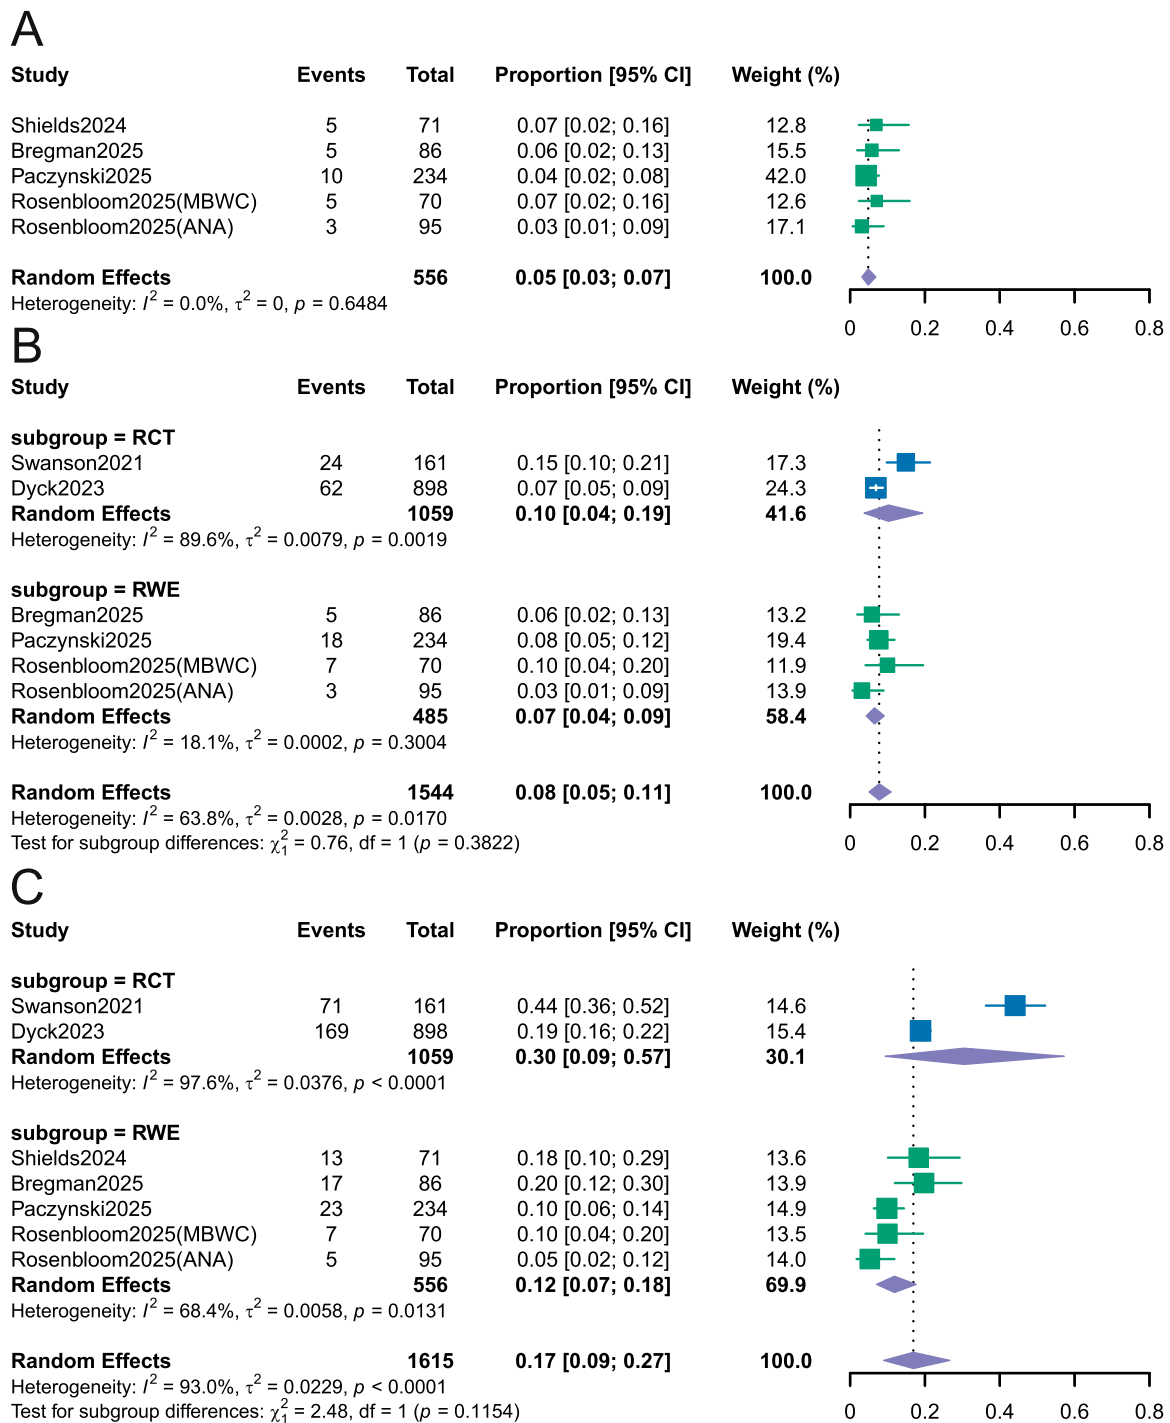 A
Study Events Total Proportion [95% CI] Weight (%)
Shields2024 5 71 0.07 [0.02; 0.16] 12.8
Bregman2025 5 86 0.06 [0.02; 0.13] 15.5
Paczynski2025 10 234 0.04 [0.02; 0.08] 42.0
Rosenbloom2025(MBWC) 5 70 0.07 [0.02; 0.16] 12.6
Rosenbloom2025(ANA) 3 95 0.03 [0.01; 0.09] 17.1
Random Effects 556 0.05 [0.03; 0.07] 100.0
Heterogeneity: I² = 0.0%, τ² = 0, p = 0.6484
0 0.2 0.4 0.6 0.8
B
Study Events Total Proportion [95% CI] Weight (%)
subgroup = RCT
Swanson2021 24 161 0.15 [0.10; 0.21] 17.3
Dyck2023 62 898 0.07 [0.05; 0.09] 24.3
Random Effects 1059 0.10 [0.04; 0.19] 41.6
Heterogeneity: I² = 89.6%, τ² = 0.0079, p = 0.0019
subgroup = RWE
Bregman2025 5 86 0.06 [0.02; 0.13] 13.2
Paczynski2025 18 234 0.08 [0.05; 0.12] 19.4
Rosenbloom2025(MBWC) 7 70 0.10 [0.04; 0.20] 11.9
Rosenbloom2025(ANA) 3 95 0.03 [0.01; 0.09] 13.9
Random Effects 485 0.07 [0.04; 0.09] 58.4
Heterogeneity: I² = 18.1%, τ² = 0.0002, p = 0.3004
Random Effects 1544 0.08 [0.05; 0.11] 100.0
Heterogeneity: I² = 63.8%, τ² = 0.0028, p = 0.0170
Test for subgroup differences: χ²₁ = 0.76, df = 1 (p = 0.3822)
0 0.2 0.4 0.6 0.8
C
Study Events Total Proportion [95% CI] Weight (%)
subgroup = RCT
Swanson2021 71 161 0.44 [0.36; 0.52] 14.6
Dyck2023 169 898 0.19 [0.16; 0.22] 15.4
Random Effects 1059 0.30 [0.09; 0.57] 30.1
Heterogeneity: I² = 97.6%, τ² = 0.0376, p < 0.0001
subgroup = RWE
Shields2024 13 71 0.18 [0.10; 0.29] 13.6
Bregman2025 17 86 0.20 [0.12; 0.30] 13.9
Paczynski2025 23 234 0.10 [0.06; 0.14] 14.9
Rosenbloom2025(MBWC) 7 70 0.10 [0.04; 0.20] 13.5
Rosenbloom2025(ANA) 5 95 0.05 [0.02; 0.12] 14.0
Random Effects 556 0.12 [0.07; 0.18] 69.9
Heterogeneity: I² = 68.4%, τ² = 0.0058, p = 0.0131
Random Effects 1615 0.17 [0.09; 0.27] 100.0
Heterogeneity: I² = 93.0%, τ² = 0.0229, p < 0.0001
Test for subgroup differences: χ²₁ = 2.48, df = 1 (p = 0.1154)
0 0.2 0.4 0.6 0.8